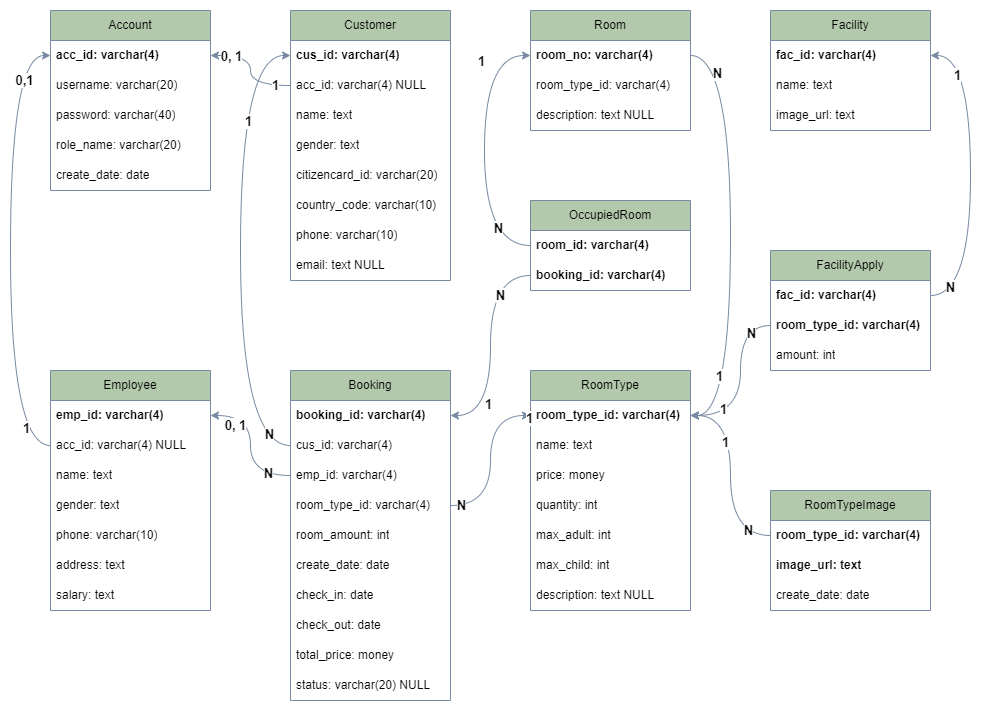 Account
acc_id: varchar(4)
username: varchar(20)
password: varchar(40)
role_name: varchar(20)
create_date: date
Customer
cus_id: varchar(4)
acc_id: varchar(4) NULL
name: text
gender: text
citizencard_id: varchar(20)
country_code: varchar(10)
phone: varchar(10)
email: text NULL
Room
room_no: varchar(4)
room_type_id: varchar(4)
description: text NULL
Facility
fac_id: varchar(4)
name: text
image_url: text
0,1
0, 1
1
1
1
N
1
OccupiedRoom
room_id: varchar(4)
booking_id: varchar(4)
N
N
FacilityApply
fac_id: varchar(4)
room_type_id: varchar(4)
amount: int
N
N
Employee
emp_id: varchar(4)
acc_id: varchar(4) NULL
name: text
gender: text
phone: varchar(10)
address: text
salary: text
1
0, 1
N
N
Booking
booking_id: varchar(4)
cus_id: varchar(4)
emp_id: varchar(4)
room_type_id: varchar(4)
room_amount: int
create_date: date
check_in: date
check_out: date
total_price: money
status: varchar(20) NULL
1
N
1
RoomType
room_type_id: varchar(4)
name: text
price: money
quantity: int
max_adult: int
max_child: int
description: text NULL
1
1
1
N
RoomTypeImage
room_type_id: varchar(4)
image_url: text
create_date: date